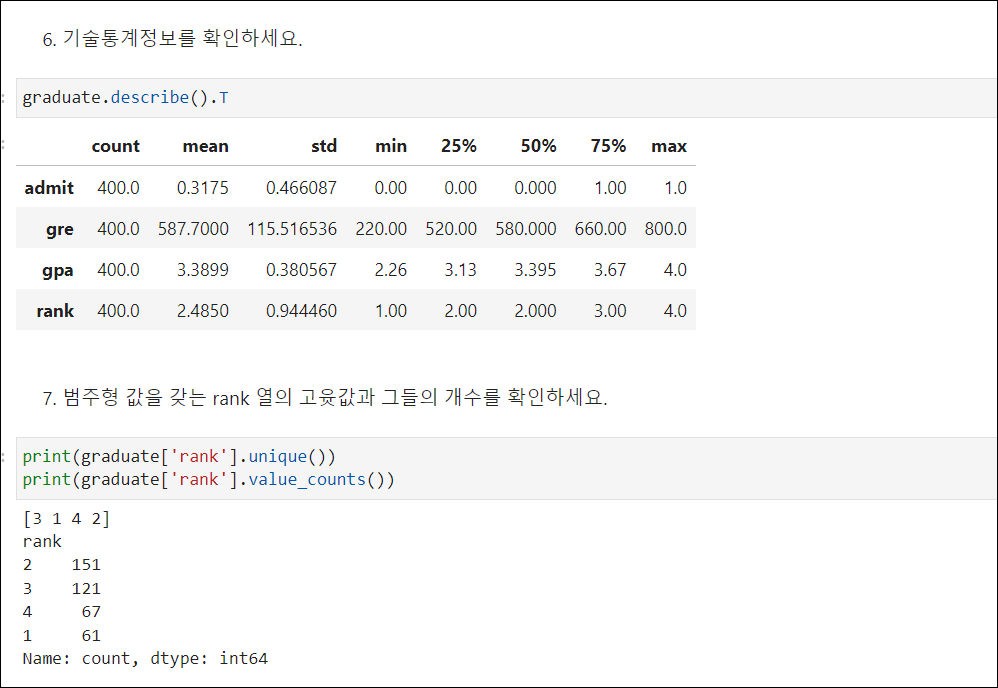 6. 기술통계정보를 확인하세요.
: graduate.describe().T
: count mean std min 25% 50% 75% max
admit 400.0 0.3175 0.466087 0.00 0.00 0.000 1.00 1.0
gre 400.0 587.7000 115.516536 220.00 520.00 580.000 660.00 800.0
gpa 400.0 3.3899 0.380567 2.26 3.13 3.395 3.67 4.0
rank 400.0 2.4850 0.944460 1.00 2.00 2.000 3.00 4.0
7. 범주형 값을 갖는 rank 열의 고윳값과 그들의 개수를 확인하세요.
: print(graduate['rank'].unique())
print(graduate['rank'].value_counts())
[3 1 4 2]
rank
2 151
3 121
4 67
1 61
Name: count, dtype: int64